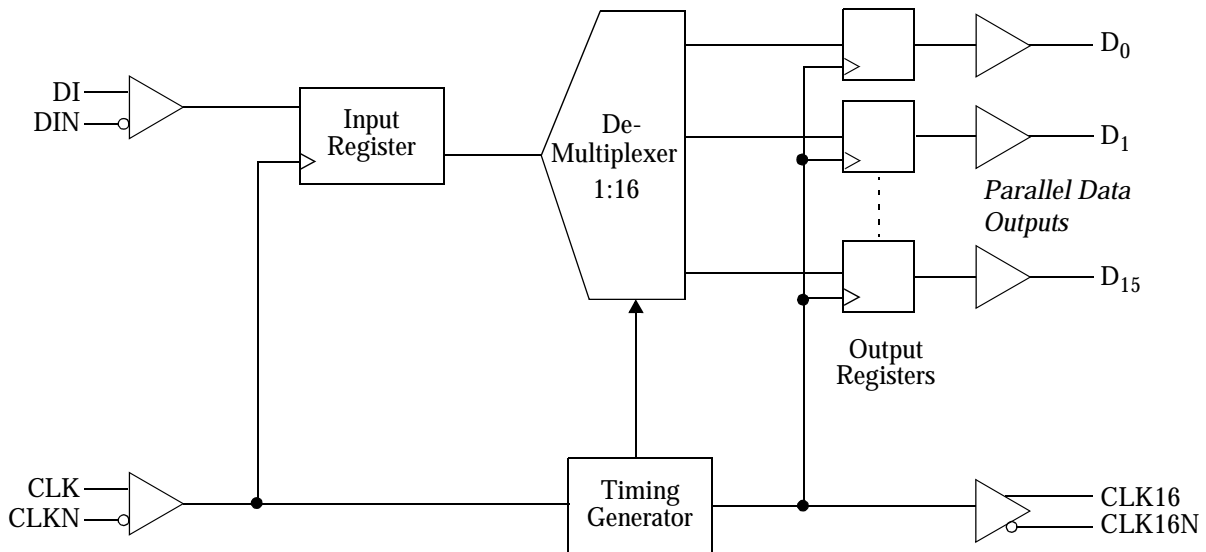 D0
DI
DIN
Input
Register
De-
Multiplexer
1:16
D1
Parallel Data
Outputs
D15
Output
Registers
CLK
CLKN
Timing
Generator
CLK16
CLK16N